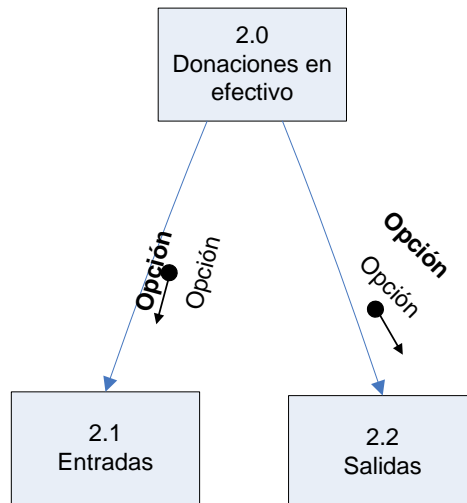 2.0
Donaciones en
efectivo
Opción
Opción
Opción
Opción
2.1
Entradas
2.2
Salidas